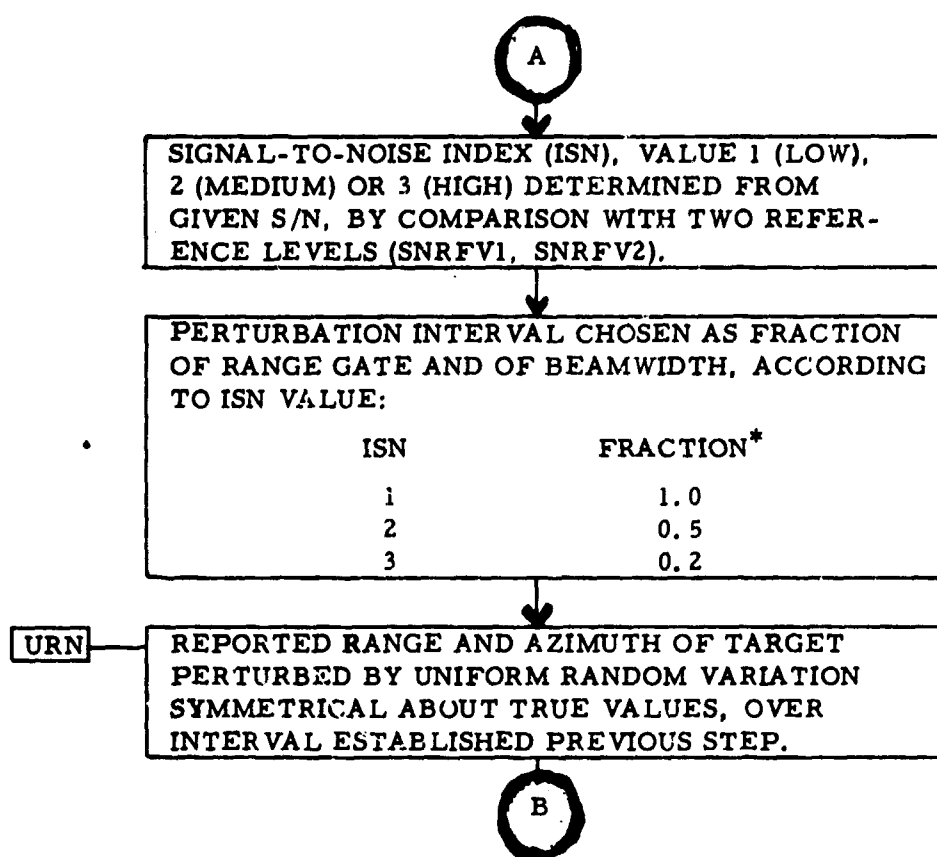 A
SIGNAL-TO-NOISE INDEX (ISN), VALUE 1 (LOW),
2 (MEDIUM) OR 3 (HIGH) DETERMINED FROM
GIVEN S/N, BY COMPARISON WITH TWO REFER-
ENCE LEVELS (SNRFV1, SNRFV2).
PERTURBATION INTERVAL CHOSEN AS FRACTION
OF RANGE GATE AND OF BEAMWIDTH, ACCORDING
TO ISN VALUE:
ISN FRACTION*
1 1.0
2 0.5
3 0.2
URN
REPORTED RANGE AND AZIMUTH OF TARGET
PERTURBED BY UNIFORM RANDOM VARIATION
SYMMETRICAL ABOUT TRUE VALUES, OVER
INTERVAL ESTABLISHED PREVIOUS STEP.
B